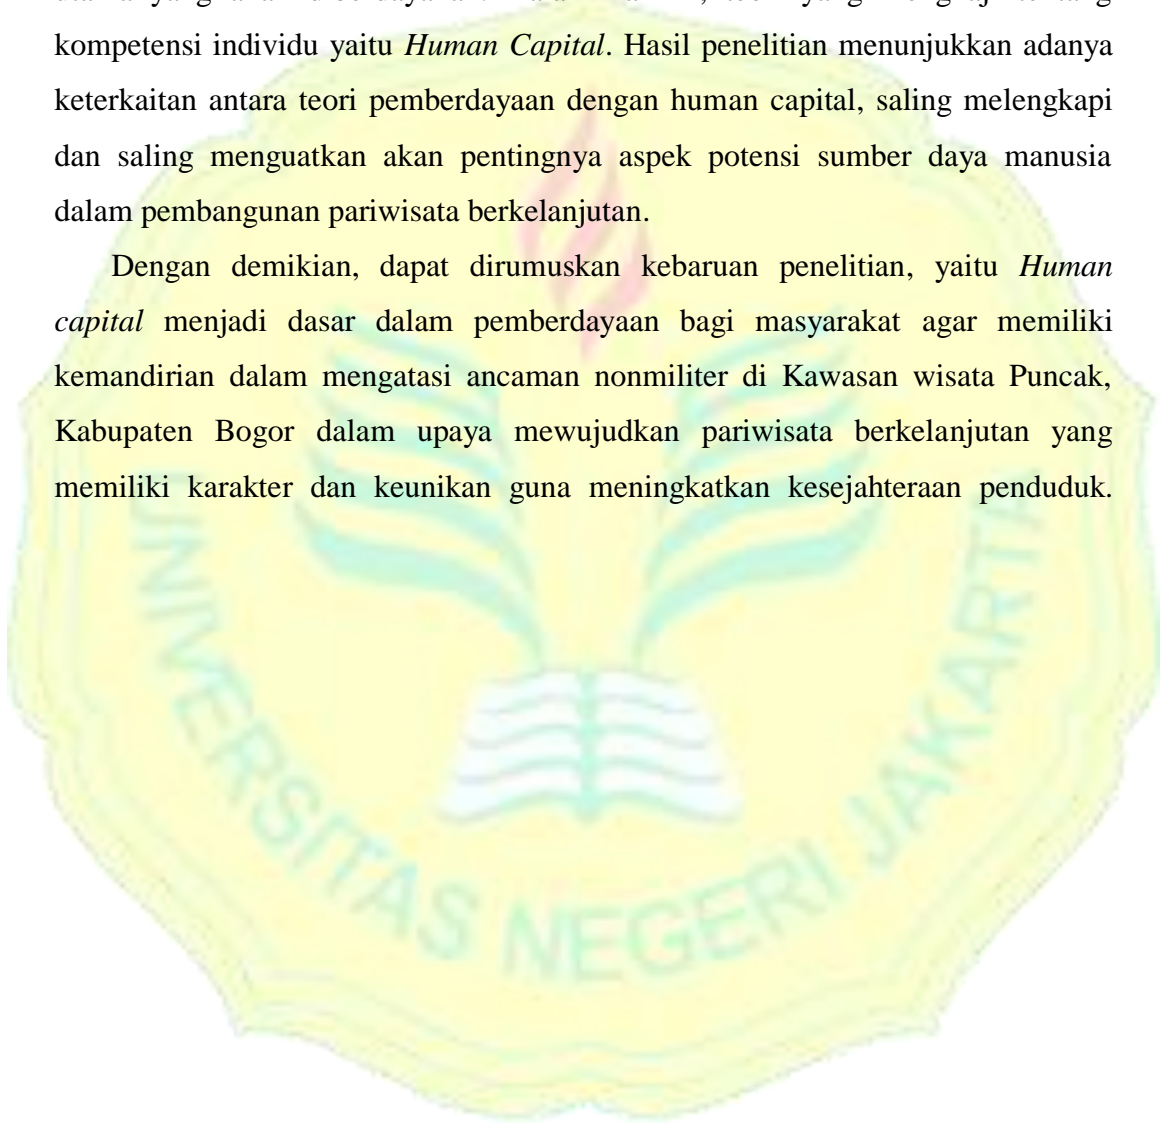 kompetensi individu yaitu Human Capital. Hasil penelitian menunjukkan adanya
keterkaitan antara teori pemberdayaan dengan human capital, saling melengkapi
dan saling menguatkan akan pentingnya aspek potensi sumber daya manusia
dalam pembangunan pariwisata berkelanjutan.
Dengan demikian, dapat dirumuskan kebaruan penelitian, yaitu Human
capital menjadi dasar dalam pemberdayaan bagi masyarakat agar memiliki
kemandirian dalam mengatasi ancaman nonmiliter di Kawasan wisata Puncak,
Kabupaten Bogor dalam upaya mewujudkan pariwisata berkelanjutan yang
memiliki karakter dan keunikan guna meningkatkan kesejahteraan penduduk.
UNIVERSITAS NEGERI JAKARTA